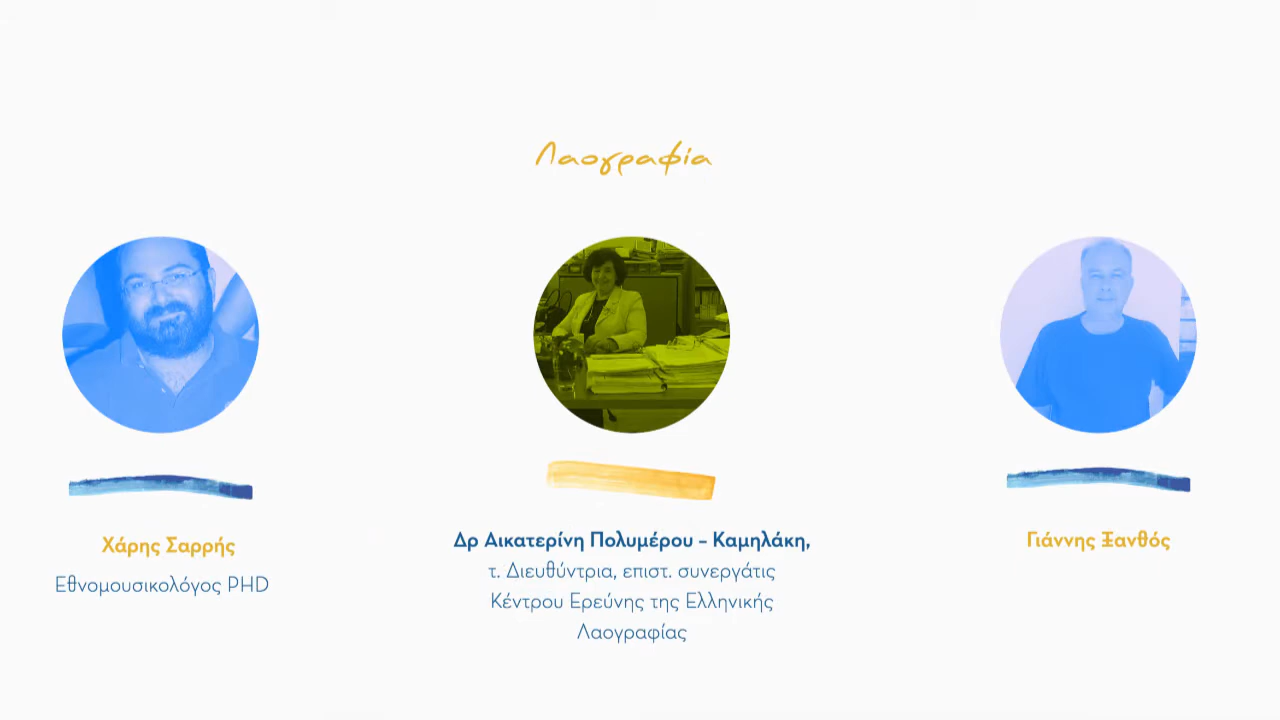 Λαογραφία
Χάρης Σαρρής
Εθνομουσικολόγος PHD
Δρ Αικατερίνη Πολυμέρου – Καμηλάκη,
τ. Διευθύντρια, επιστ. συνεργάτις
Κέντρου Ερεύνης της Ελληνικής
Λαογραφίας
Γιάννης Ξανθός